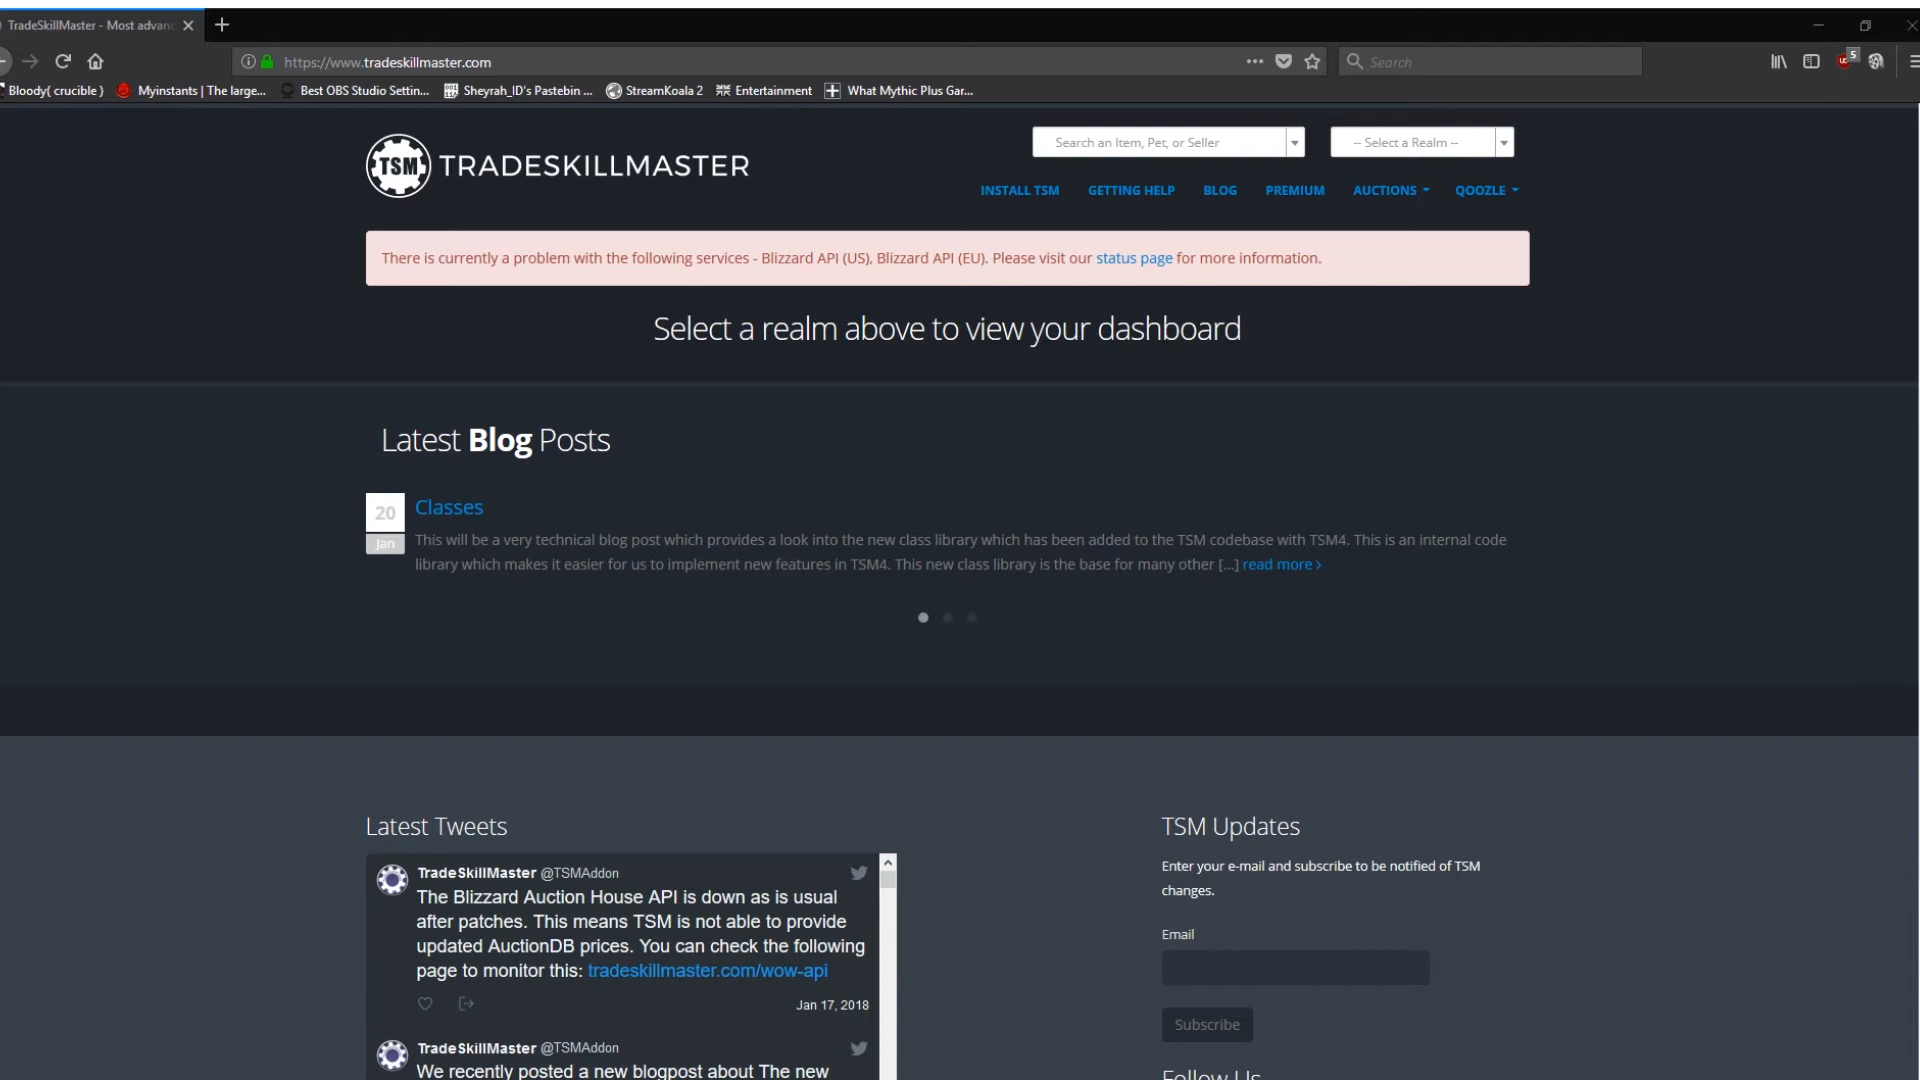 TradeSkillMaster - Most advanc
https://www.tradeskillmaster.com
Search
5
Bloody( crucible )
Myinstants | The large...
Best OBS Studio Settin...
Sheyrah_ID's Pastebin ...
StreamKoala 2
Entertainment
What Mythic Plus Gar...
TSM TRADESKILLMASTER
Search an Item, Pet, or Seller
-- Select a Realm --
INSTALL TSM
GETTING HELP
BLOG
PREMIUM
AUCTIONS
QOOZLE
There is currently a problem with the following services - Blizzard API (US), Blizzard API (EU). Please visit our status page for more information.
Select a realm above to view your dashboard
Latest Blog Posts
20
Jan
Classes
This will be a very technical blog post which provides a look into the new class library which has been added to the TSM codebase with TSM4. This is an internal code
library which makes it easier for us to implement new features in TSM4. This new class library is the base for many other [...] read more ›
Latest Tweets
TradeSkillMaster @TSMAddon
The Blizzard Auction House API is down as is usual
after patches. This means TSM is not able to provide
updated AuctionDB prices. You can check the following
page to monitor this: tradeskillmaster.com/wow-api
Jan 17, 2018
TradeSkillMaster @TSMAddon
We recently posted a new blogpost about The new
TSM Updates
Enter your e-mail and subscribe to be notified of TSM
changes.
Email
Subscribe
Follow Us